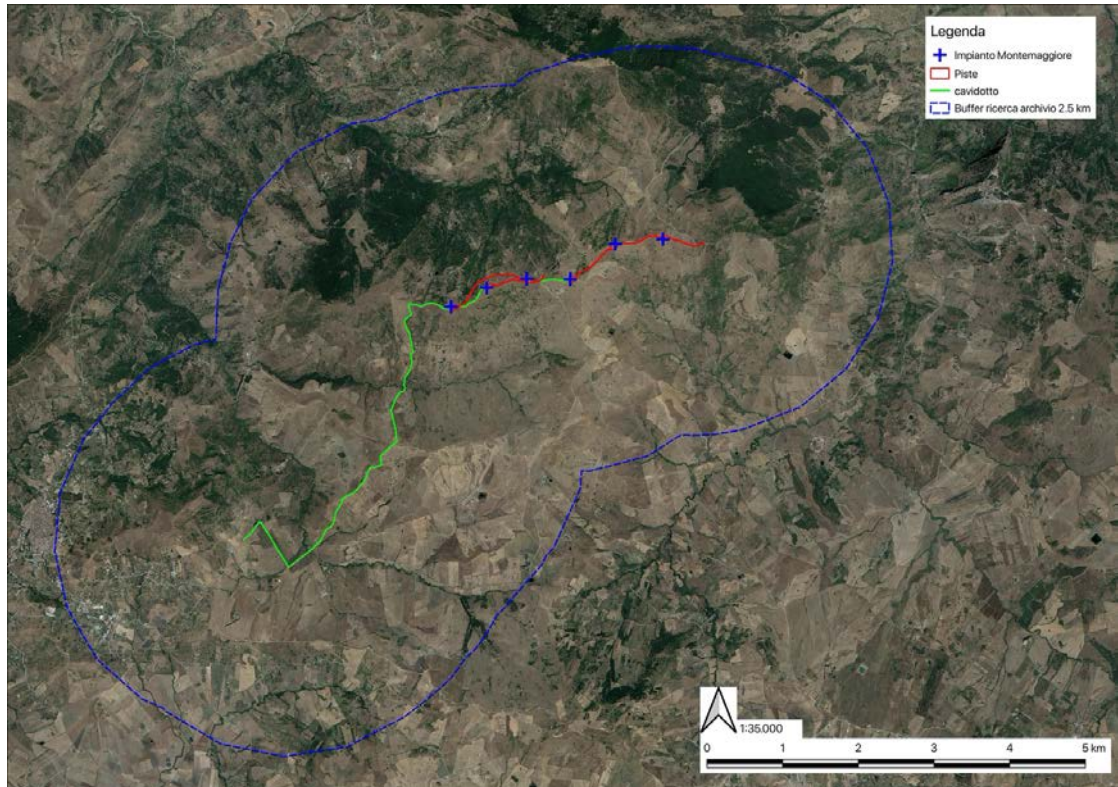 Legenda
Impianto Montemaggiore
Piste
cavidotto
Buffer ricerca archivio 2.5 km
1:35.000
0 1 2 3 4 5 km